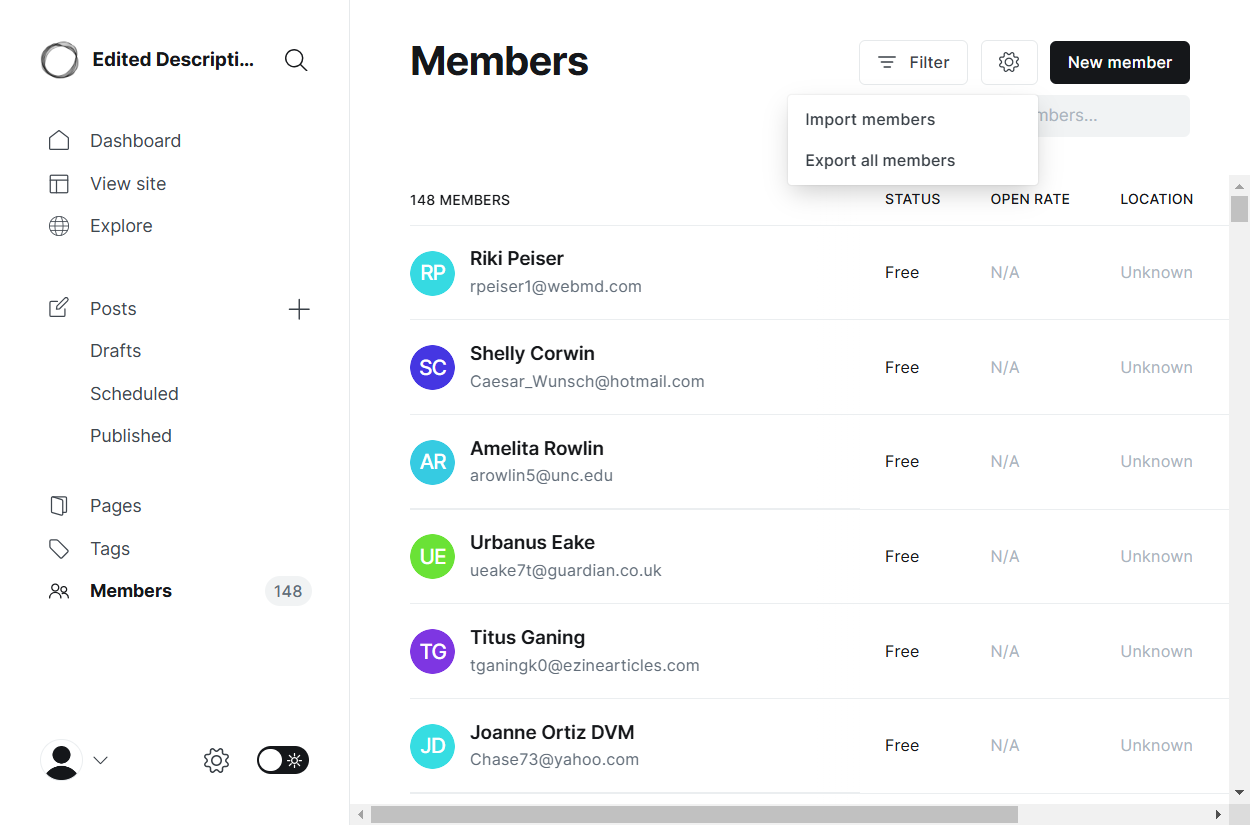 Edited Descripti...
Dashboard
View site
Explore
Posts
Drafts
Scheduled
Published
Pages
Tags
Members
148
Members
Filter
New member
Import members
Export all members
148 MEMBERS
STATUS
OPEN RATE
LOCATION
RP
Riki Peiser
rpeiser1@webmd.com
Free
N/A
Unknown
SC
Shelly Corwin
Caesar_Wunsch@hotmail.com
Free
N/A
Unknown
AR
Amelita Rowlin
arowlin5@unc.edu
Free
N/A
Unknown
UE
Urbanus Eake
ueake7t@guardian.co.uk
Free
N/A
Unknown
TG
Titus Ganing
tganingk0@ezinearticles.com
Free
N/A
Unknown
JD
Joanne Ortiz DVM
Chase73@yahoo.com
Free
N/A
Unknown